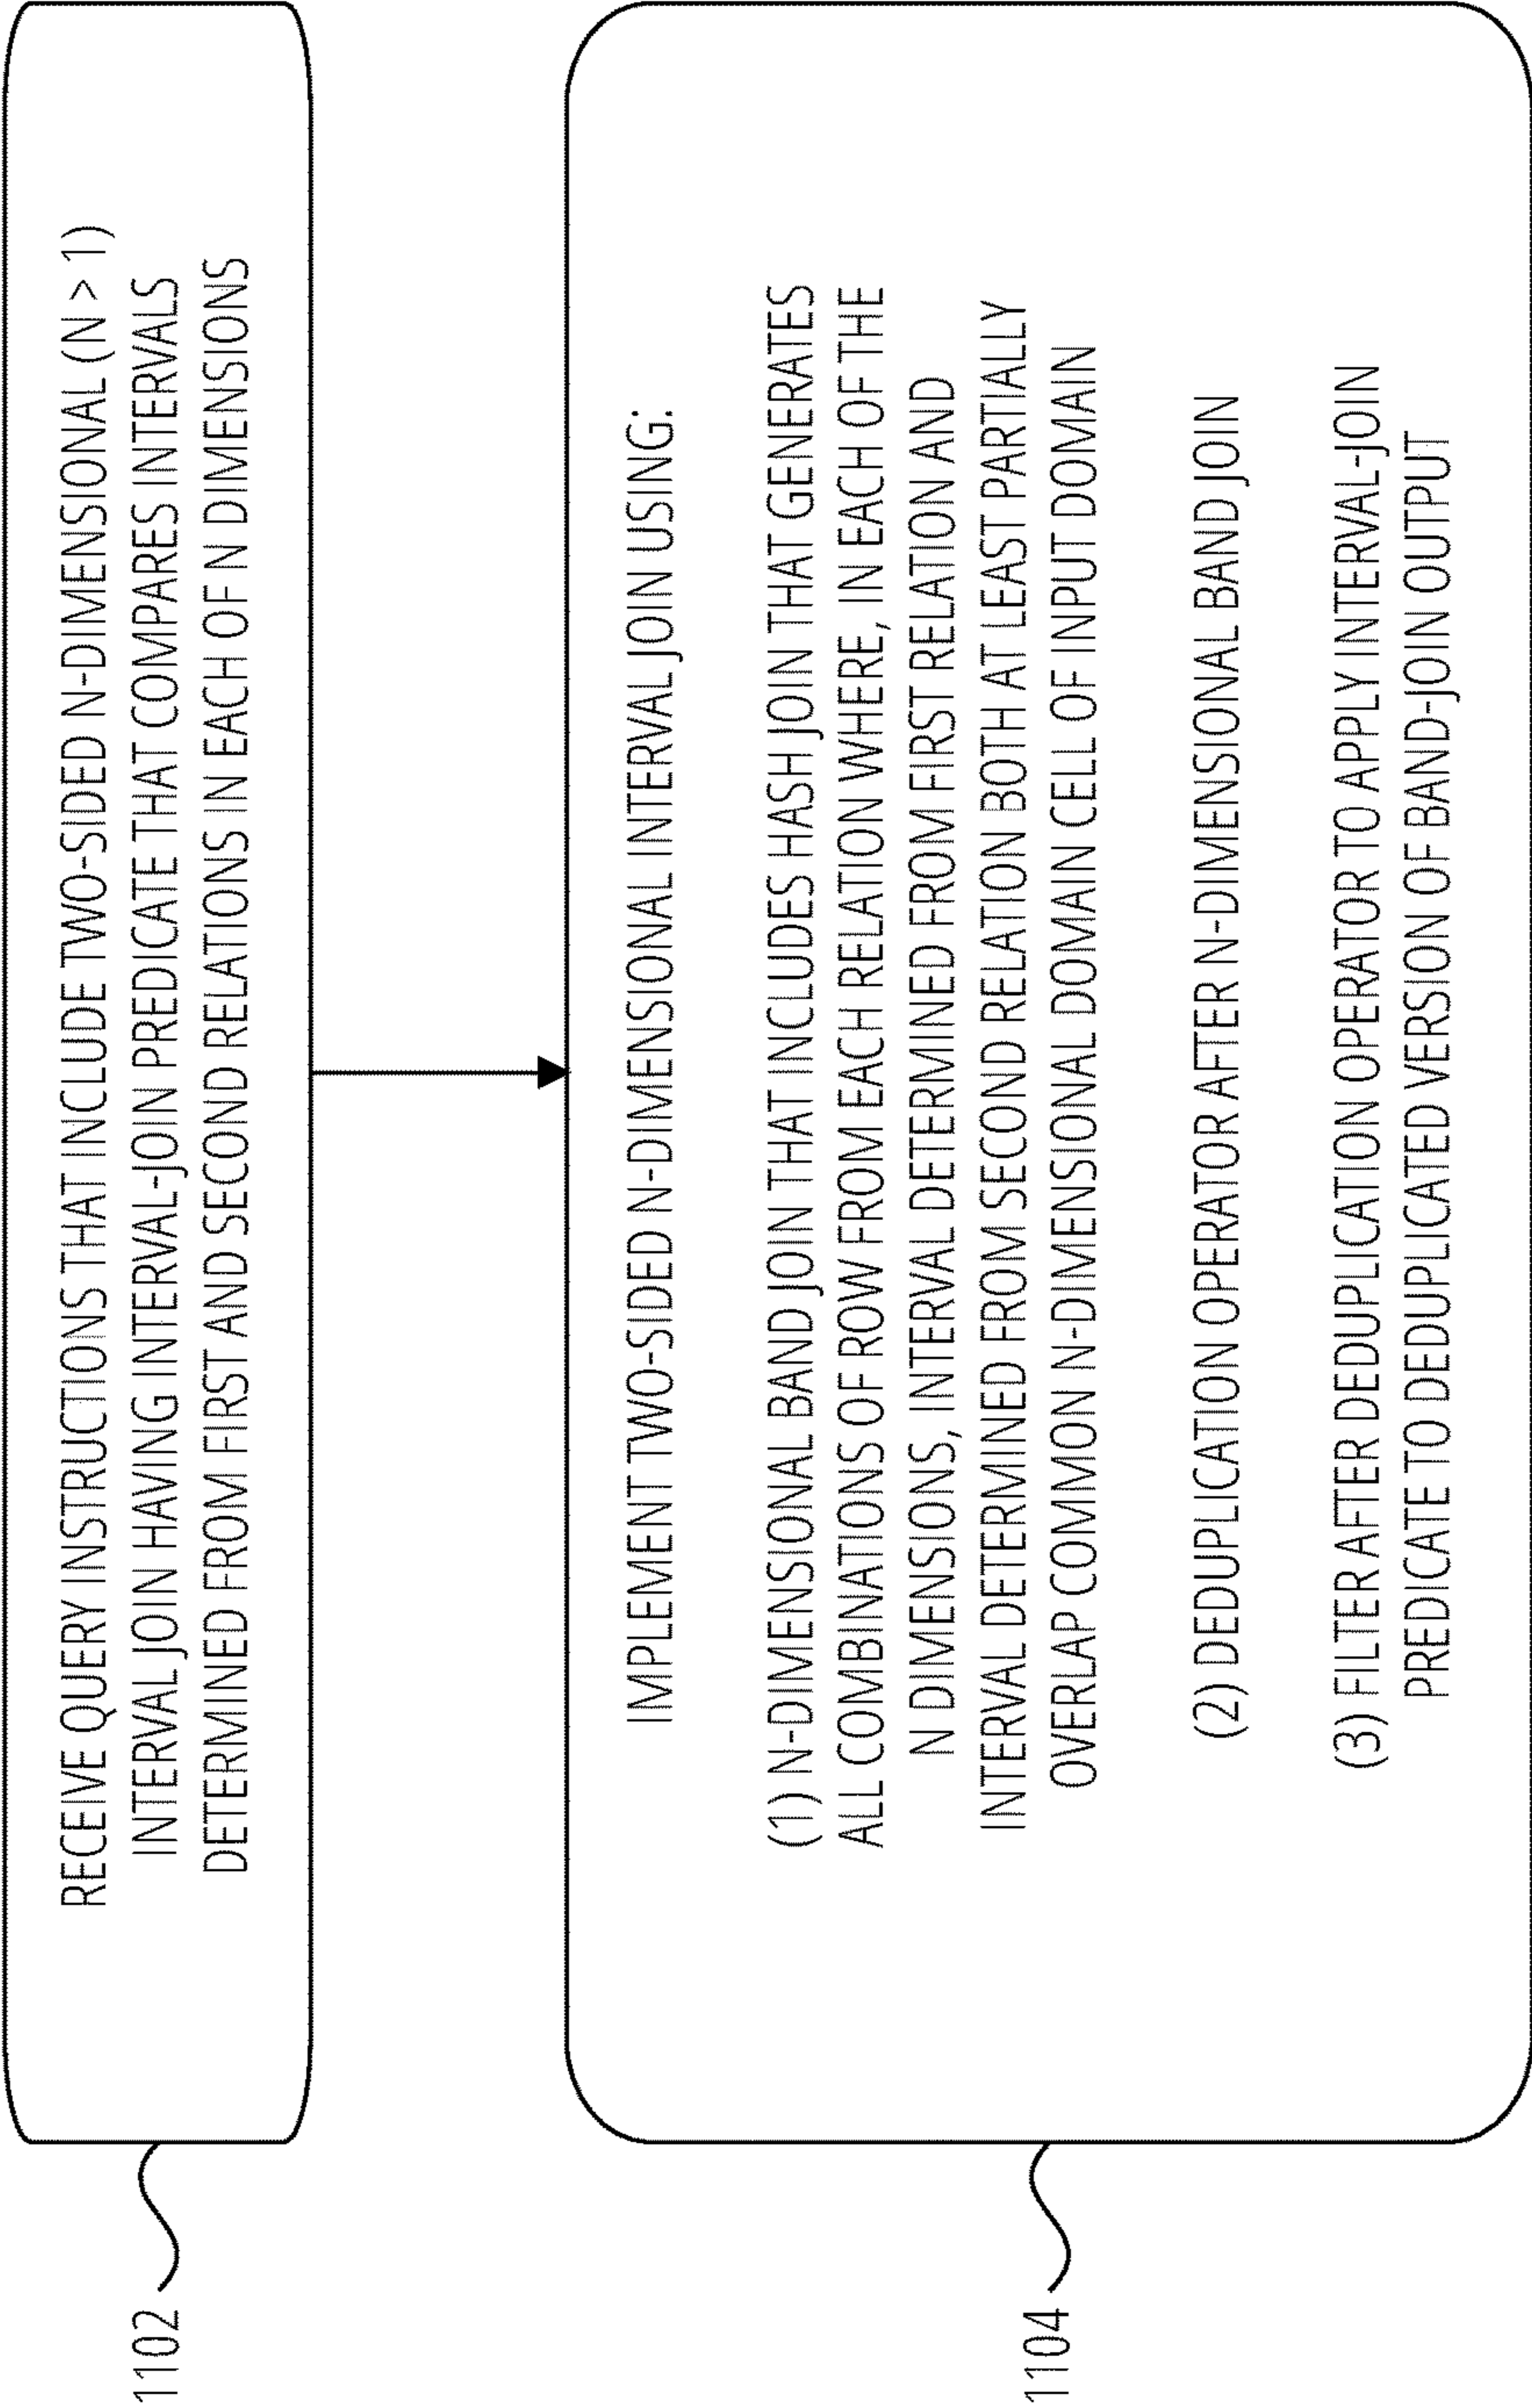 RECEIVE QUERY INSTRUCTIONS THAT INCLUDE TWO-SIDED N-DIMENSIONAL (N > 1)
INTERVAL JOIN HAVING INTERVAL-JOIN PREDICATE THAT COMPARES INTERVALS
DETERMINED FROM FIRST AND SECOND RELATIONS IN EACH OF N DIMENSIONS
1102
IMPLEMENT TWO-SIDED N-DIMENSIONAL INTERVAL JOIN USING:
(1) N-DIMENSIONAL BAND JOIN THAT INCLUDES HASH JOIN THAT GENERATES
ALL COMBINATIONS OF ROW FROM EACH RELATION WHERE, IN EACH OF THE
N DIMENSIONS, INTERVAL DETERMINED FROM FIRST RELATION AND
INTERVAL DETERMINED FROM SECOND RELATION BOTH AT LEAST PARTIALLY
OVERLAP COMMON N-DIMENSIONAL DOMAIN CELL OF INPUT DOMAIN
(2) DEDUPLICATION OPERATOR AFTER N-DIMENSIONAL BAND JOIN
(3) FILTER AFTER DEDUPLICATION OPERATOR TO APPLY INTERVAL-JOIN
PREDICATE TO DEDUPLICATED VERSION OF BAND-JOIN OUTPUT
1104